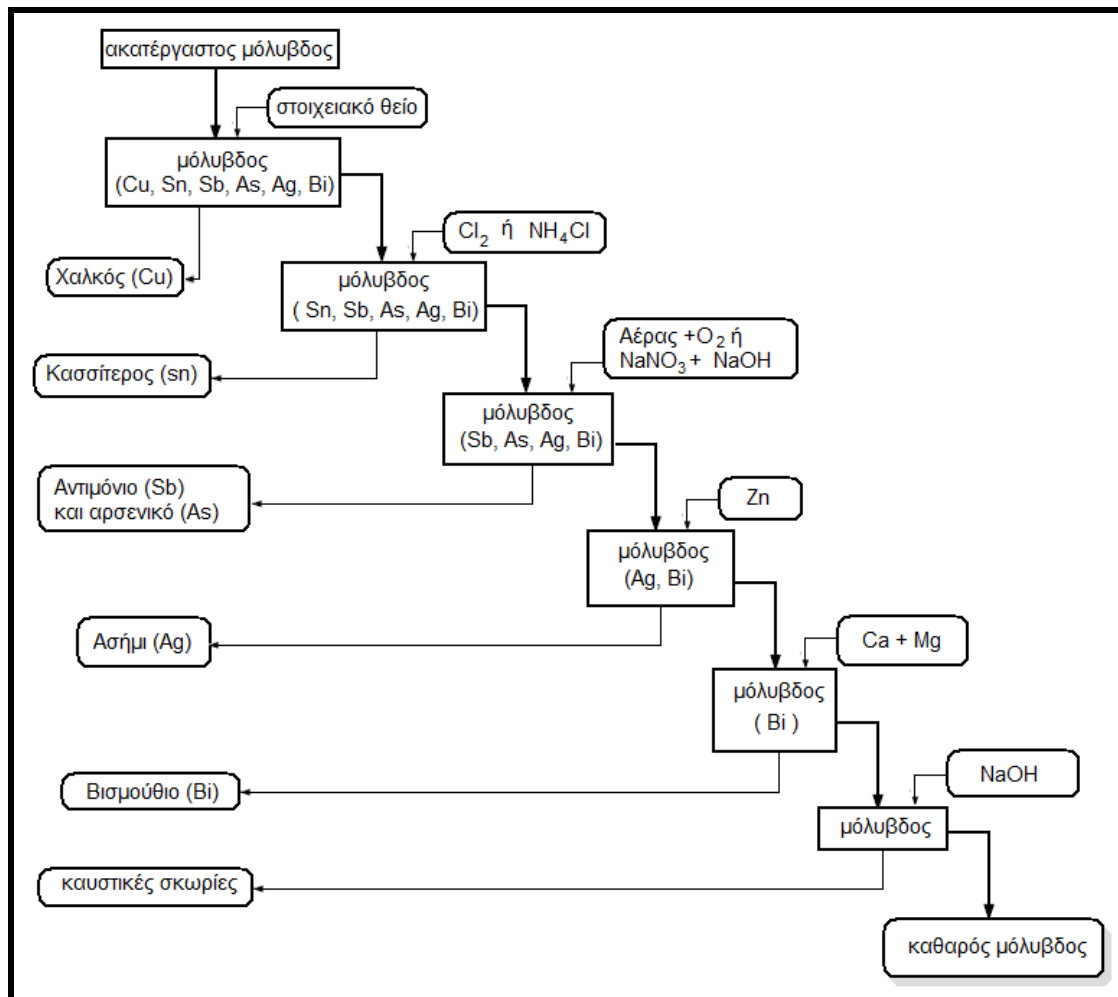 ακατέργαστος μόλυβδος
στοιχειακό θείο
μόλυβδος
(Cu, Sn, Sb, As, Ag, Bi)
Cl2 ή NH4Cl
Χαλκός (Cu)
μόλυβδος
( Sn, Sb, As, Ag, Bi)
Αέρας +O2 ή
NaNO3 + NaOH
Κασσίτερος (sn)
μόλυβδος
(Sb, As, Ag, Bi)
Αντιμόνιο (Sb)
και αρσενικό (As)
Zn
μόλυβδος
(Ag, Bi)
Ασήμι (Ag)
Ca + Mg
μόλυβδος
( Bi )
Βισμούθιο (Bi)
NaOH
μόλυβδος
καυστικές σκωρίες
καθαρός μόλυβδος